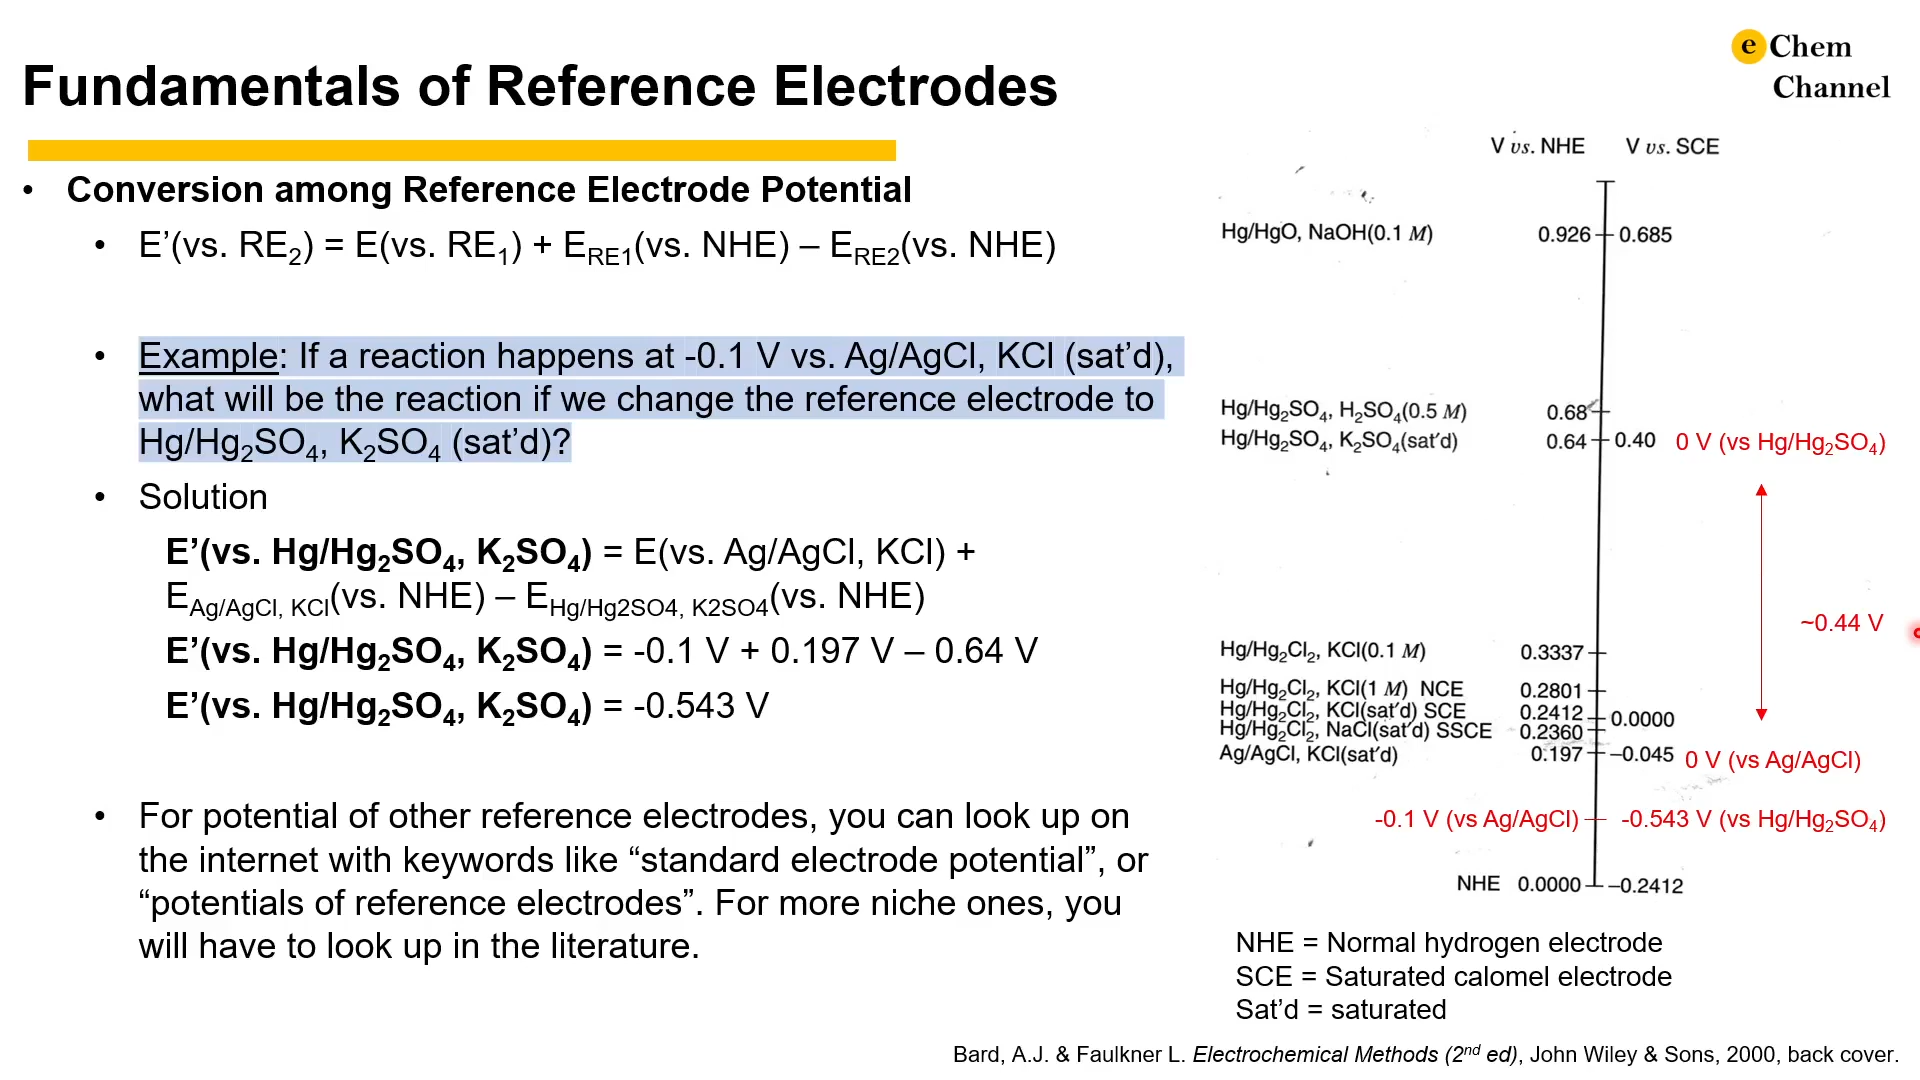 Fundamentals of Reference Electrodes
e Chem
Channel
• Conversion among Reference Electrode Potential
• E’(vs. RE₂) = E(vs. RE₁) + E_RE1(vs. NHE) – E_RE2(vs. NHE)
• Example: If a reaction happens at -0.1 V vs. Ag/AgCl, KCl (sat’d),
what will be the reaction if we change the reference electrode to
Hg/Hg₂SO₄, K₂SO₄ (sat’d)?
• Solution
E’(vs. Hg/Hg₂SO₄, K₂SO₄) = E(vs. Ag/AgCl, KCl) +
E_Ag/AgCl, KCl(vs. NHE) – E_Hg/Hg2SO4, K2SO4(vs. NHE)
E’(vs. Hg/Hg₂SO₄, K₂SO₄) = -0.1 V + 0.197 V – 0.64 V
E’(vs. Hg/Hg₂SO₄, K₂SO₄) = -0.543 V
• For potential of other reference electrodes, you can look up on
the internet with keywords like “standard electrode potential”, or
“potentials of reference electrodes”. For more niche ones, you
will have to look up in the literature.
V vs. NHE V vs. SCE
Hg/HgO, NaOH(0.1 M) 0.926 0.685
Hg/Hg₂SO₄, H₂SO₄(0.5 M) 0.68
Hg/Hg₂SO₄, K₂SO₄(sat’d) 0.64 0.40 0 V (vs Hg/Hg₂SO₄)
~0.44 V
Hg/Hg₂Cl₂, KCl(0.1 M) 0.3337
Hg/Hg₂Cl₂, KCl(1 M) NCE 0.2801
Hg/Hg₂Cl₂, KCl(sat’d) SCE 0.2412 0.0000
Hg/Hg₂Cl₂, NaCl(sat’d) SSCE 0.2360
Ag/AgCl, KCl(sat’d) 0.197 –0.045 0 V (vs Ag/AgCl)
-0.1 V (vs Ag/AgCl) -0.543 V (vs Hg/Hg₂SO₄)
NHE 0.0000 –0.2412
NHE = Normal hydrogen electrode
SCE = Saturated calomel electrode
Sat’d = saturated
Bard, A.J. & Faulkner L. Electrochemical Methods (2nd ed), John Wiley & Sons, 2000, back cover.